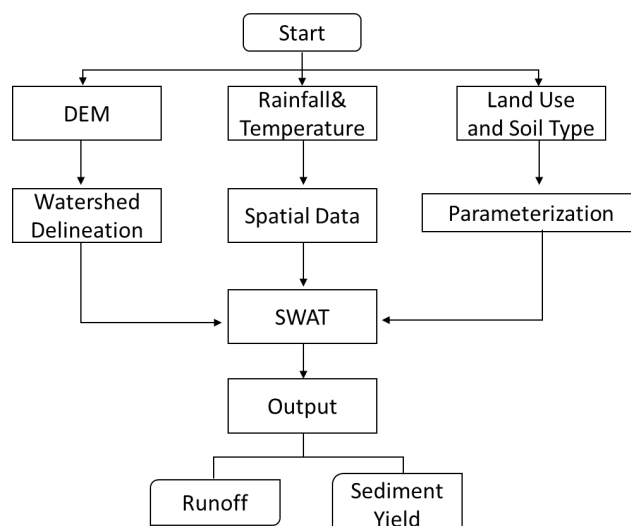 Start
DEM
Rainfall&
Temperature
Land Use
and Soil Type
Watershed
Delineation
Spatial Data
Parameterization
SWAT
Output
Runoff
Sediment
Yield